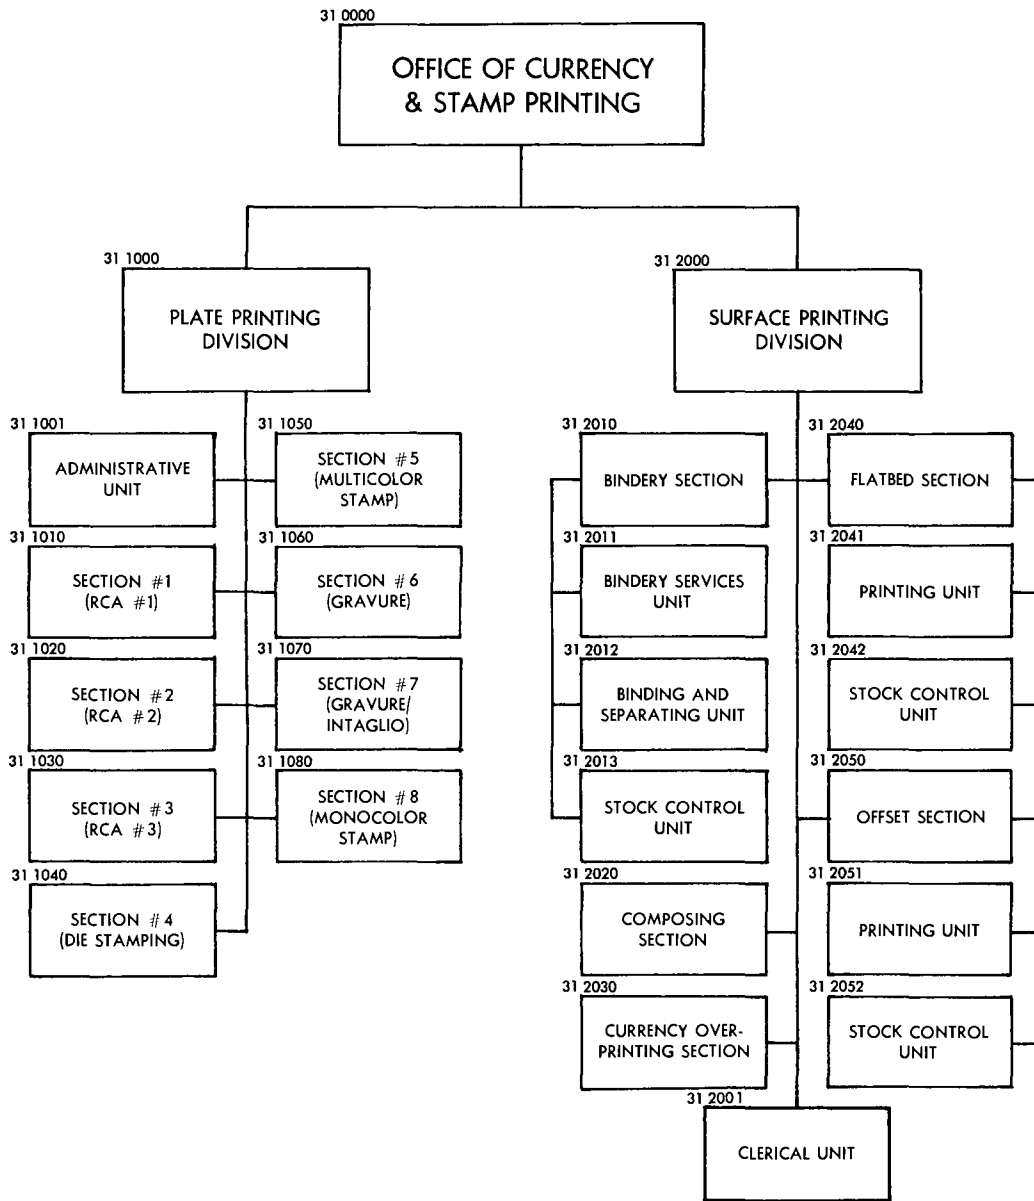 31 0000
OFFICE OF CURRENCY
& STAMP PRINTING
31 1000
PLATE PRINTING
DIVISION
31 1001
ADMINISTRATIVE
UNIT
31 1010
SECTION #1
(RCA #1)
31 1020
SECTION #2
(RCA #2)
31 1030
SECTION #3
(RCA #3)
31 1040
SECTION #4
(DIE STAMPING)
31 1050
SECTION #5
(MULTICOLOR
STAMP)
31 1060
SECTION #6
(GRAVURE)
31 1070
SECTION #7
(GRAVURE/
INTAGLIO)
31 1080
SECTION #8
(MONOCOLOR
STAMP)
31 2000
SURFACE PRINTING
DIVISION
31 2010
BINDERY SECTION
31 2011
BINDERY SERVICES
UNIT
31 2012
BINDING AND
SEPARATING UNIT
31 2013
STOCK CONTROL
UNIT
31 2020
COMPOSING
SECTION
31 2030
CURRENCY OVER-
PRINTING SECTION
31 2040
FLATBED SECTION
31 2041
PRINTING UNIT
31 2042
STOCK CONTROL
UNIT
31 2050
OFFSET SECTION
31 2051
PRINTING UNIT
31 2052
STOCK CONTROL
UNIT
31 2001
CLERICAL UNIT